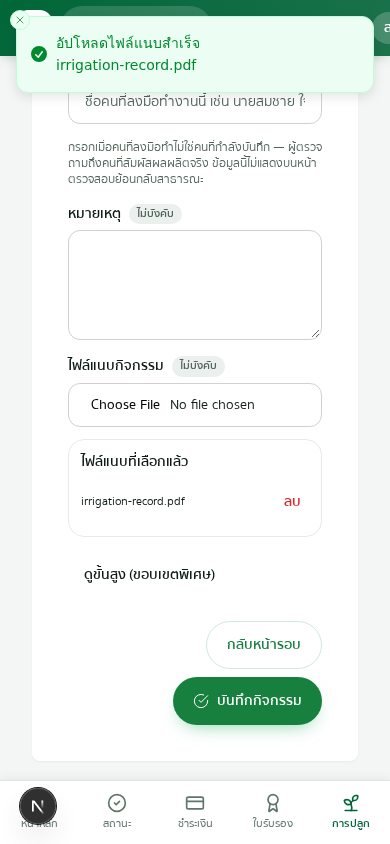 อัปโหลดไฟล์แนบสำเร็จ
irrigation-record.pdf
กรอกเมื่อคนที่ลงมือทำไม่ใช่คนที่กำลังบันทึก — ผู้ตรวจ
ถามถึงคนที่สัมผัสผลผลิตจริง ข้อมูลนี้ไม่แสดงบนหน้า
ตรวจสอบย้อนกลับสาธารณะ
ชื่อคนที่ลงมือทำงานนี้ เช่น นายสมชาย
หมายเหตุ ไม่บังคับ
ไฟล์แนบกิจกรรม ไม่บังคับ
Choose File No file chosen
ไฟล์แนบที่เลือกแล้ว
irrigation-record.pdf ลบ
ดูขั้นสูง (ขอบเขตพิเศษ)
กลับหน้ารอบ
บันทึกกิจกรรม
N
สถานะ ชำระเงิน ใบรับรอง การปลูก